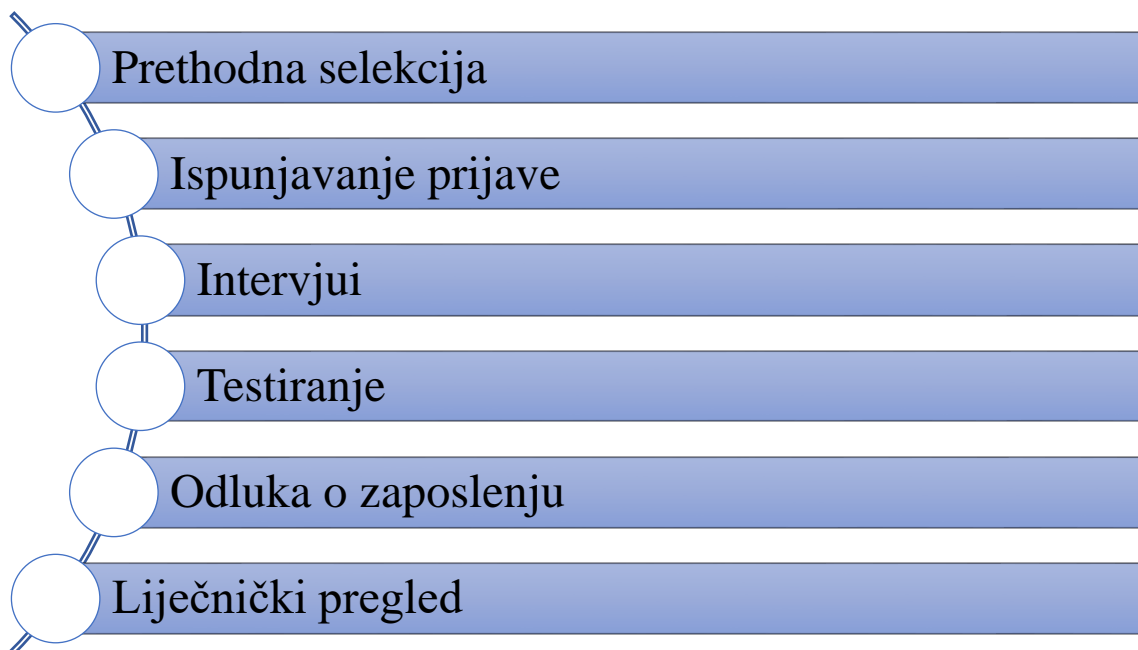 Prethodna selekcija
Ispunjavanje prijave
Intervjui
Testiranje
Odluka o zaposlenju
Liječnički pregled